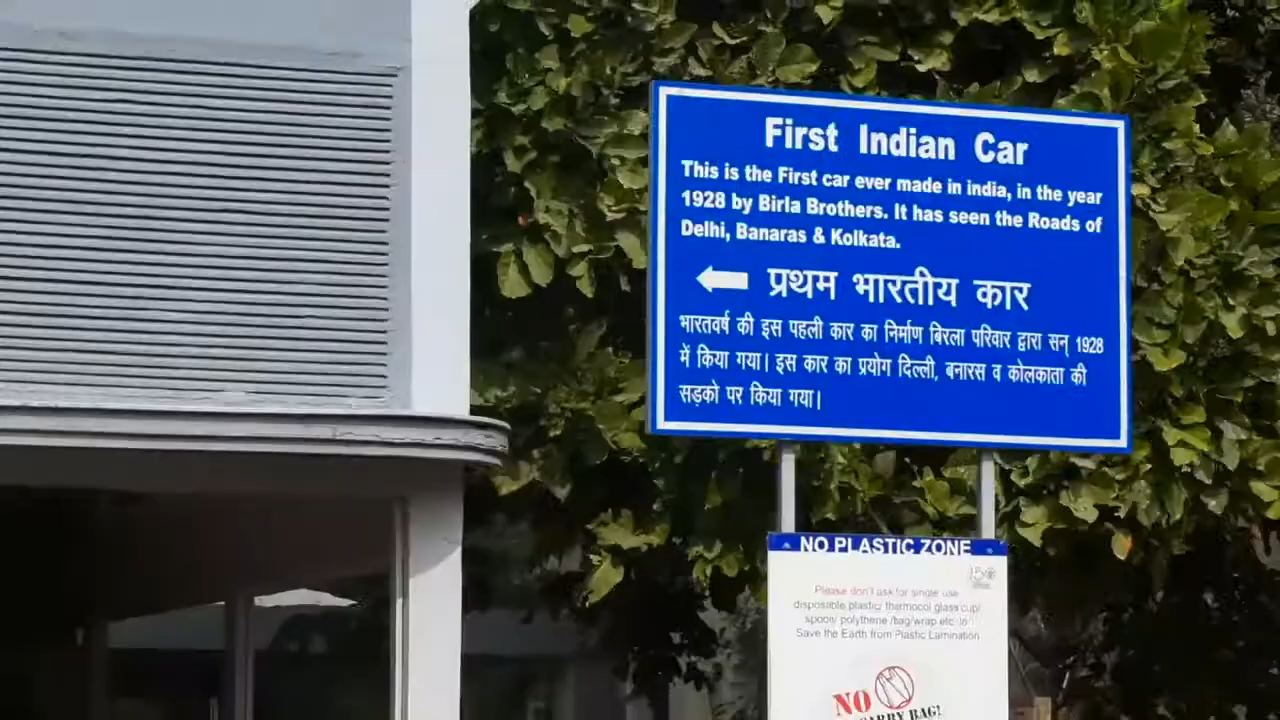 First Indian Car
This is the First car ever made in india, in the year
1928 by Birla Brothers. It has seen the Roads of
Delhi, Banaras & Kolkata.
प्रथम भारतीय कार
भारतवर्ष की इस पहली कार का निर्माण बिरला परिवार द्वारा सन् 1928
में किया गया। इस कार का प्रयोग दिल्ली, बनारस व कोलकाता की
सड़को पर किया गया।
NO PLASTIC ZONE
Please don't ask for single use
disposable plastic/ thermocol glass cup/
spoon/ polythene /bag/wrap etc. to
Save the Earth from Plastic Lamination
NO
CARRY BAG!